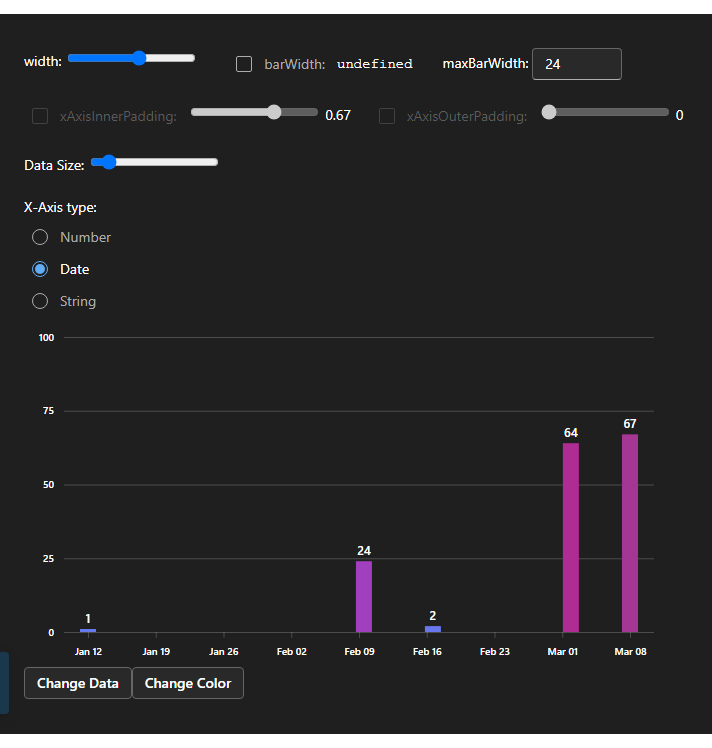 width: barWidth: undefined maxBarWidth: 24
xAxisInnerPadding: 0.67 xAxisOuterPadding: 0
Data Size:
X-Axis type:
Number
Date
String
100
75
67
64
50
24
25
2
1
0
Jan 12 Jan 19 Jan 26 Feb 02 Feb 09 Feb 16 Feb 23 Mar 01 Mar 08
Change Data Change Color